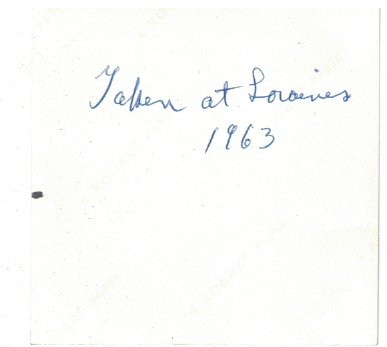 Taken at Loraines
1963